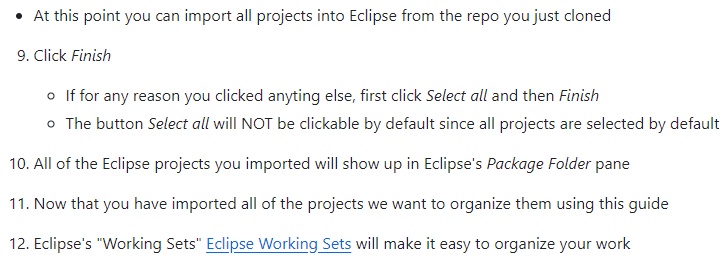 • At this point you can import all projects into Eclipse from the repo you just cloned
9. Click Finish
○ If for any reason you clicked anyting else, first click Select all and then Finish
○ The button Select all will NOT be clickable by default since all projects are selected by default
10. All of the Eclipse projects you imported will show up in Eclipse's Package Folder pane
11. Now that you have imported all of the projects we want to organize them using this guide
12. Eclipse's "Working Sets" Eclipse Working Sets will make it easy to organize your work